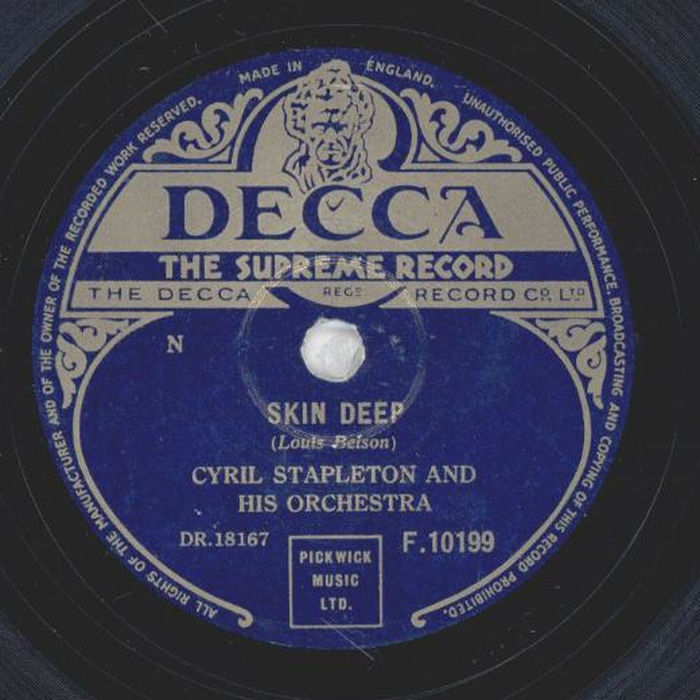 MADE IN ENGLAND.
ALL RIGHTS OF THE MANUFACTURER AND OF THE OWNER OF THE RECORDED WORK RESERVED.
UNAUTHORISED PUBLIC PERFORMANCE, BROADCASTING AND COPYING OF THIS RECORD PROHIBITED.
DECCA
THE SUPREME RECORD
THE DECCA REGD RECORD CO. LTD
N
SKIN DEEP
(Louis Belson)
CYRIL STAPLETON AND
HIS ORCHESTRA
DR.18167 F.10199
PICKWICK
MUSIC
LTD.